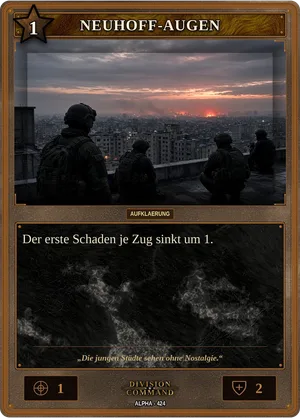 1
NEUHOFF-AUGEN
AUFKLAERUNG
Der erste Schaden je Zug sinkt um 1.
„Die jungen Städte sehen ohne Nostalgie.“
1
DIVISION COMMAND
2
ALPHA - 424